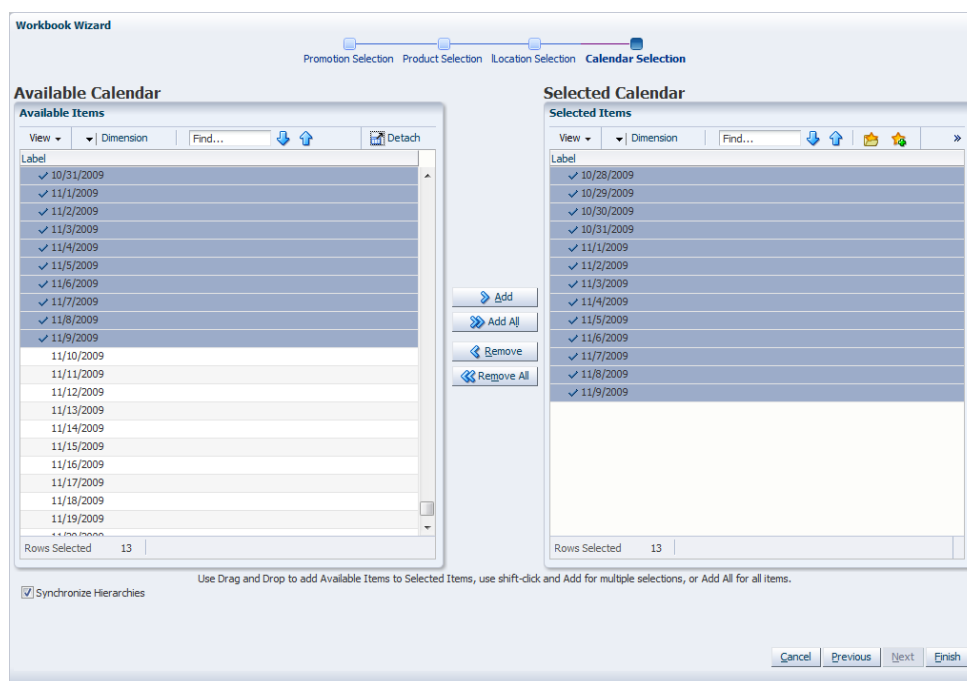 Workbook Wizard
Promotion Selection Product Selection lLocation Selection Calendar Selection
Available Calendar
Available Items
View Dimension Find... Detach
Label
10/31/2009
11/1/2009
11/2/2009
11/3/2009
11/4/2009
11/5/2009
11/6/2009
11/7/2009
11/8/2009
11/9/2009
11/10/2009
11/11/2009
11/12/2009
11/13/2009
11/14/2009
11/15/2009
11/16/2009
11/17/2009
11/18/2009
11/19/2009
11/20/2009
Rows Selected 13
Add
Add All
Remove
Remove All
Selected Calendar
Selected Items
View Dimension Find... »
Label
10/28/2009
10/29/2009
10/30/2009
10/31/2009
11/1/2009
11/2/2009
11/3/2009
11/4/2009
11/5/2009
11/6/2009
11/7/2009
11/8/2009
11/9/2009
Rows Selected 13
Use Drag and Drop to add Available Items to Selected Items, use shift-click and Add for multiple selections, or Add All for all items.
Synchronize Hierarchies
Cancel Previous Next Finish